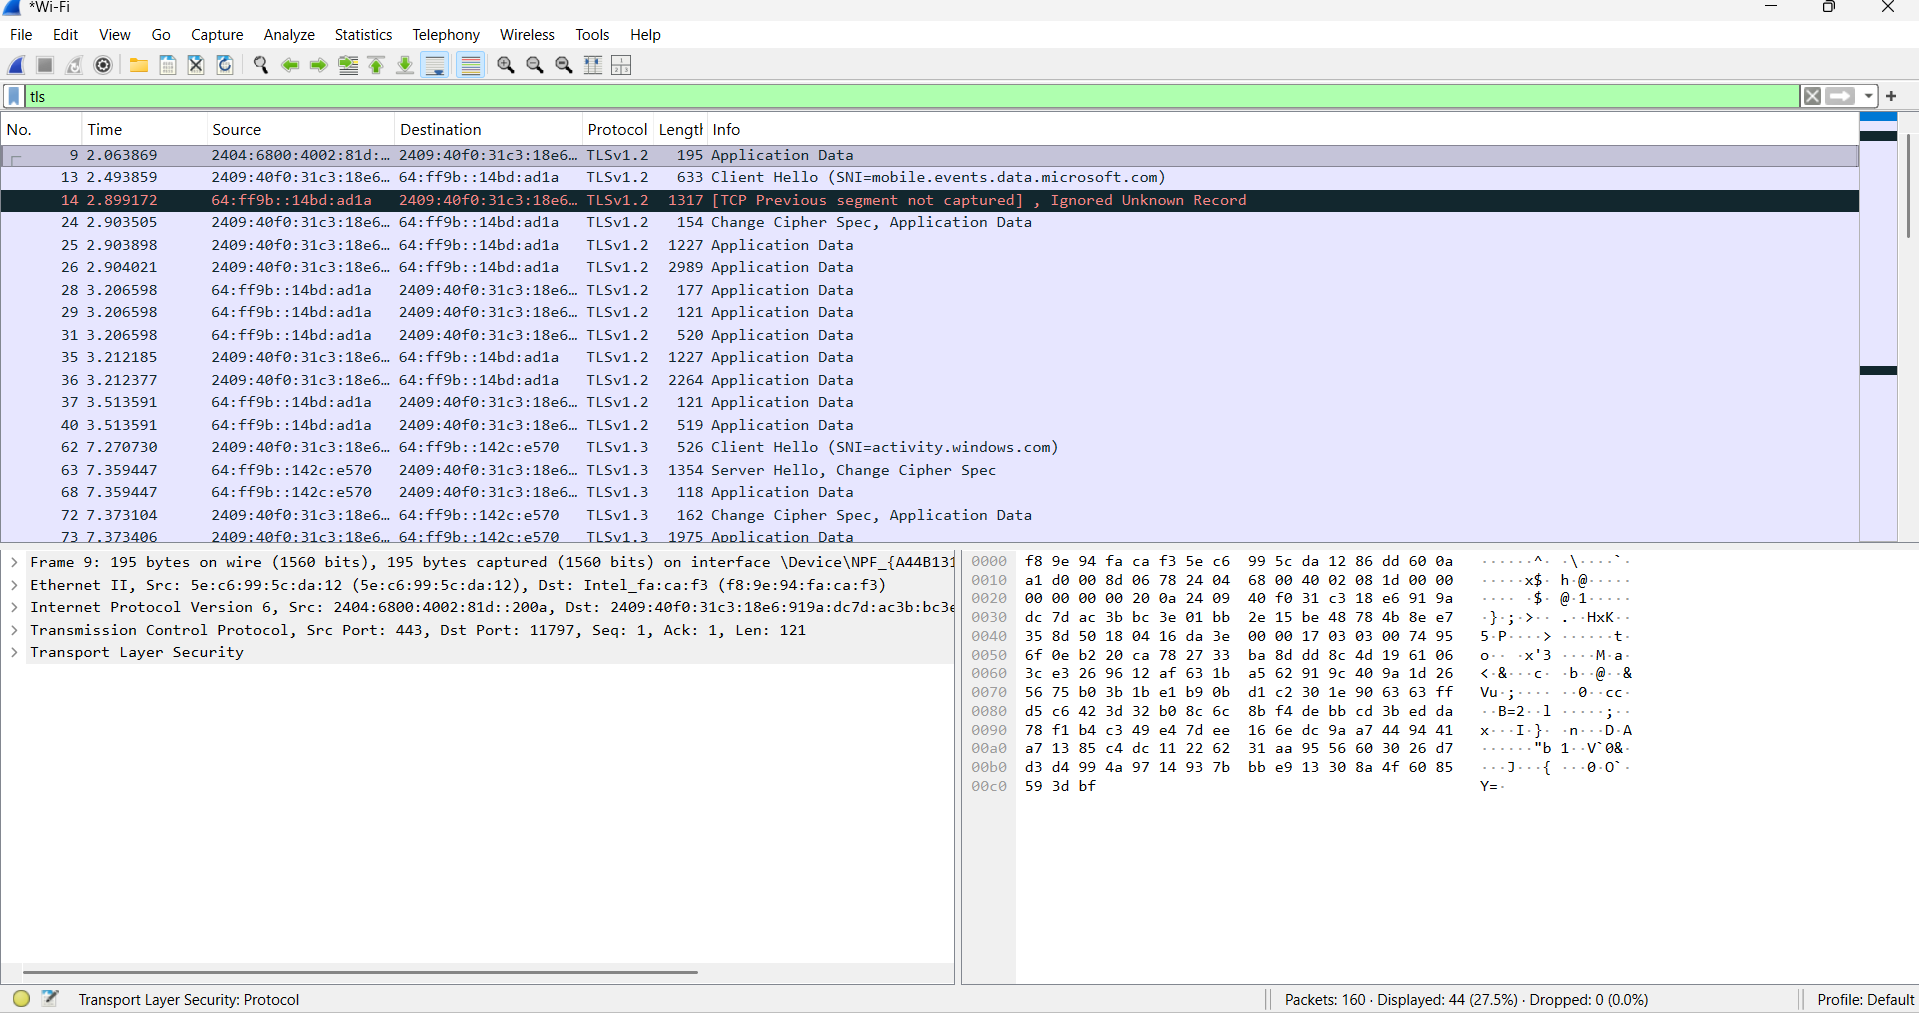 *Wi-Fi
File Edit View Go Capture Analyze Statistics Telephony Wireless Tools Help
tls
No. Time Source Destination Protocol Length Info
9 2.063869 2404:6800:4002:81d:… 2409:40f0:31c3:18e6… TLSv1.2 195 Application Data
13 2.493859 2409:40f0:31c3:18e6… 64:ff9b::14bd:ad1a TLSv1.2 633 Client Hello (SNI=mobile.events.data.microsoft.com)
14 2.899172 64:ff9b::14bd:ad1a 2409:40f0:31c3:18e6… TLSv1.2 1317 [TCP Previous segment not captured] , Ignored Unknown Record
24 2.903505 2409:40f0:31c3:18e6… 64:ff9b::14bd:ad1a TLSv1.2 154 Change Cipher Spec, Application Data
25 2.903898 2409:40f0:31c3:18e6… 64:ff9b::14bd:ad1a TLSv1.2 1227 Application Data
26 2.904021 2409:40f0:31c3:18e6… 64:ff9b::14bd:ad1a TLSv1.2 2989 Application Data
28 3.206598 64:ff9b::14bd:ad1a 2409:40f0:31c3:18e6… TLSv1.2 177 Application Data
29 3.206598 64:ff9b::14bd:ad1a 2409:40f0:31c3:18e6… TLSv1.2 121 Application Data
31 3.206598 64:ff9b::14bd:ad1a 2409:40f0:31c3:18e6… TLSv1.2 520 Application Data
35 3.212185 2409:40f0:31c3:18e6… 64:ff9b::14bd:ad1a TLSv1.2 1227 Application Data
36 3.212377 2409:40f0:31c3:18e6… 64:ff9b::14bd:ad1a TLSv1.2 2264 Application Data
37 3.513591 64:ff9b::14bd:ad1a 2409:40f0:31c3:18e6… TLSv1.2 121 Application Data
40 3.513591 64:ff9b::14bd:ad1a 2409:40f0:31c3:18e6… TLSv1.2 519 Application Data
62 7.270730 2409:40f0:31c3:18e6… 64:ff9b::142c:e570 TLSv1.3 526 Client Hello (SNI=activity.windows.com)
63 7.359447 64:ff9b::142c:e570 2409:40f0:31c3:18e6… TLSv1.3 1354 Server Hello, Change Cipher Spec
68 7.359447 64:ff9b::142c:e570 2409:40f0:31c3:18e6… TLSv1.3 118 Application Data
72 7.373104 2409:40f0:31c3:18e6… 64:ff9b::142c:e570 TLSv1.3 162 Change Cipher Spec, Application Data
73 7.373406 2409:40f0:31c3:18e6… 64:ff9b::142c:e570 TLSv1.3 1975 Application Data
Frame 9: 195 bytes on wire (1560 bits), 195 bytes captured (1560 bits) on interface \Device\NPF_{A44B131
Ethernet II, Src: 5e:c6:99:5c:da:12 (5e:c6:99:5c:da:12), Dst: Intel_fa:ca:f3 (f8:9e:94:fa:ca:f3)
Internet Protocol Version 6, Src: 2404:6800:4002:81d::200a, Dst: 2409:40f0:31c3:18e6:919a:dc7d:ac3b:bc3e
Transmission Control Protocol, Src Port: 443, Dst Port: 11797, Seq: 1, Ack: 1, Len: 121
Transport Layer Security
0000 f8 9e 94 fa ca f3 5e c6 99 5c da 12 86 dd 60 0a ······^· ·\····`·
0010 a1 d0 00 8d 06 78 24 04 68 00 40 02 08 1d 00 00 ·····x$· h·@·····
0020 00 00 00 00 20 0a 24 09 40 f0 31 c3 18 e6 91 9a ···· ·$· @·1·····
0030 dc 7d ac 3b bc 3e 01 bb 2e 15 be 48 78 4b 8e e7 ·}·;·>·· .··HxK··
0040 35 8d 50 18 04 16 da 3e 00 00 17 03 03 00 74 95 5·P····> ······t·
0050 6f 0e b2 20 ca 78 27 33 ba 8d dd 8c 4d 19 61 06 o·· ·x'3 ····M·a·
0060 3c e3 26 96 12 af 63 1b a5 62 91 9c 40 9a 1d 26 <·&···c· ·b··@··&
0070 56 75 b0 3b 1b e1 b9 0b d1 c2 30 1e 90 63 63 ff Vu·;···· ··0··cc·
0080 d5 c6 42 3d 32 b0 8c 6c 8b f4 de bb cd 3b ed da ··B=2··l ·····;··
0090 78 f1 b4 c3 49 e4 7d ee 16 6e dc 9a a7 44 94 41 x···I·}· ·n···D·A
00a0 a7 13 85 c4 dc 11 22 62 31 aa 95 56 60 30 26 d7 ······"b 1··V`0&·
00b0 d3 d4 99 4a 97 14 93 7b bb e9 13 30 8a 4f 60 85 ···J···{ ···0·O`·
00c0 59 3d bf Y=·
Transport Layer Security: Protocol
Packets: 160 · Displayed: 44 (27.5%) · Dropped: 0 (0.0%)
Profile: Default